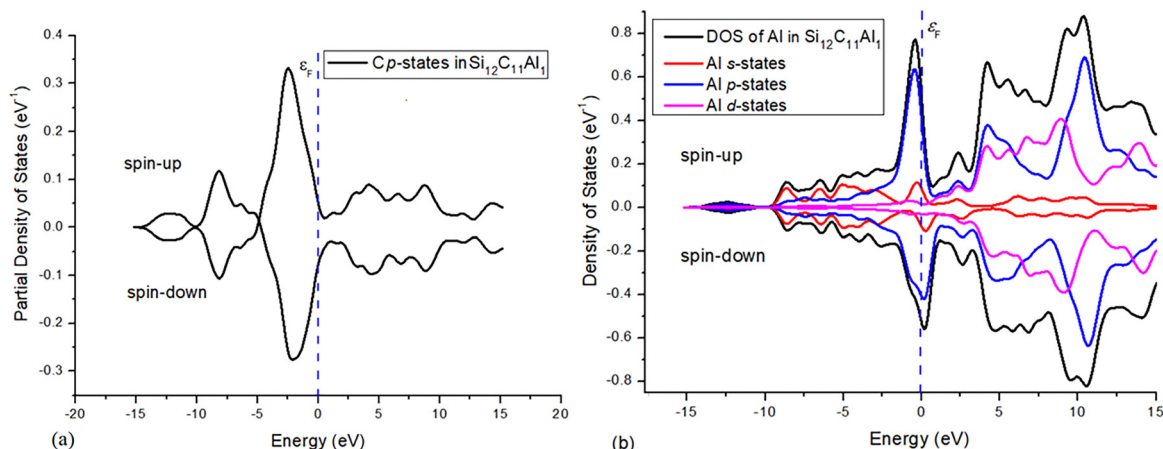 Partial Density of States (eV⁻¹)
0.4
0.3
0.2
0.1
0.0
-0.1
-0.2
-0.3
εF
C p-states in Si₁₂C₁₁Al₁
spin-up
spin-down
-20 -15 -10 -5 0 5 10 15 20
Energy (eV)
(a)
Density of States (eV⁻¹)
0.8
0.6
0.4
0.2
0.0
-0.2
-0.4
-0.6
-0.8
DOS of Al in Si₁₂C₁₁Al₁
Al s-states
Al p-states
Al d-states
εF
spin-up
spin-down
-15 -10 -5 0 5 10 15
Energy (eV)
(b)